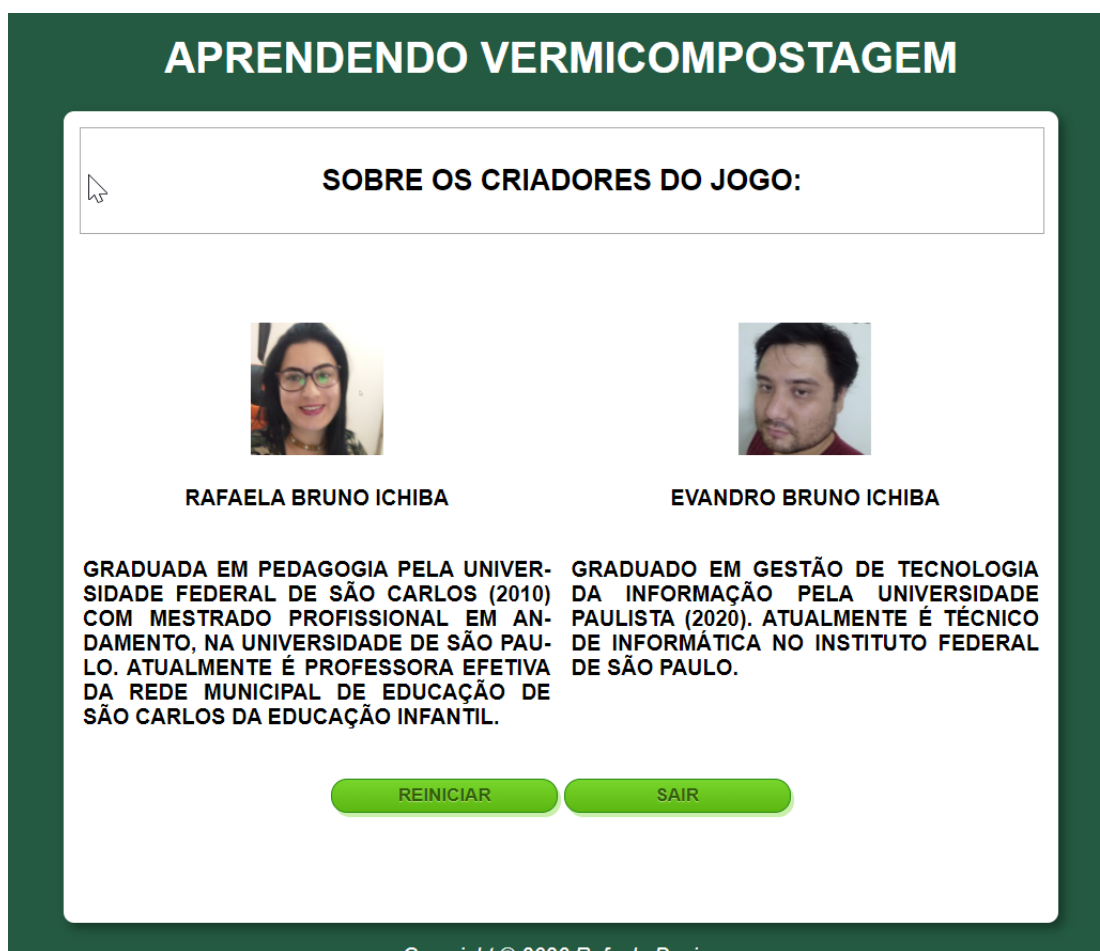 APRENDENDO VERMICOMPOSTAGEM
SOBRE OS CRIADORES DO JOGO:
RAFAELA BRUNO ICHIBA
GRADUADA EM PEDAGOGIA PELA UNIVER-
SIDADE FEDERAL DE SÃO CARLOS (2010)
COM MESTRADO PROFISSIONAL EM AN-
DAMENTO, NA UNIVERSIDADE DE SÃO PAU-
LO. ATUALMENTE É PROFESSORA EFETIVA
DA REDE MUNICIPAL DE EDUCAÇÃO DE
SÃO CARLOS DA EDUCAÇÃO INFANTIL.
EVANDRO BRUNO ICHIBA
GRADUADO EM GESTÃO DE TECNOLOGIA
DA INFORMAÇÃO PELA UNIVERSIDADE
PAULISTA (2020). ATUALMENTE É TÉCNICO
DE INFORMÁTICA NO INSTITUTO FEDERAL
DE SÃO PAULO.
REINICIAR
SAIR